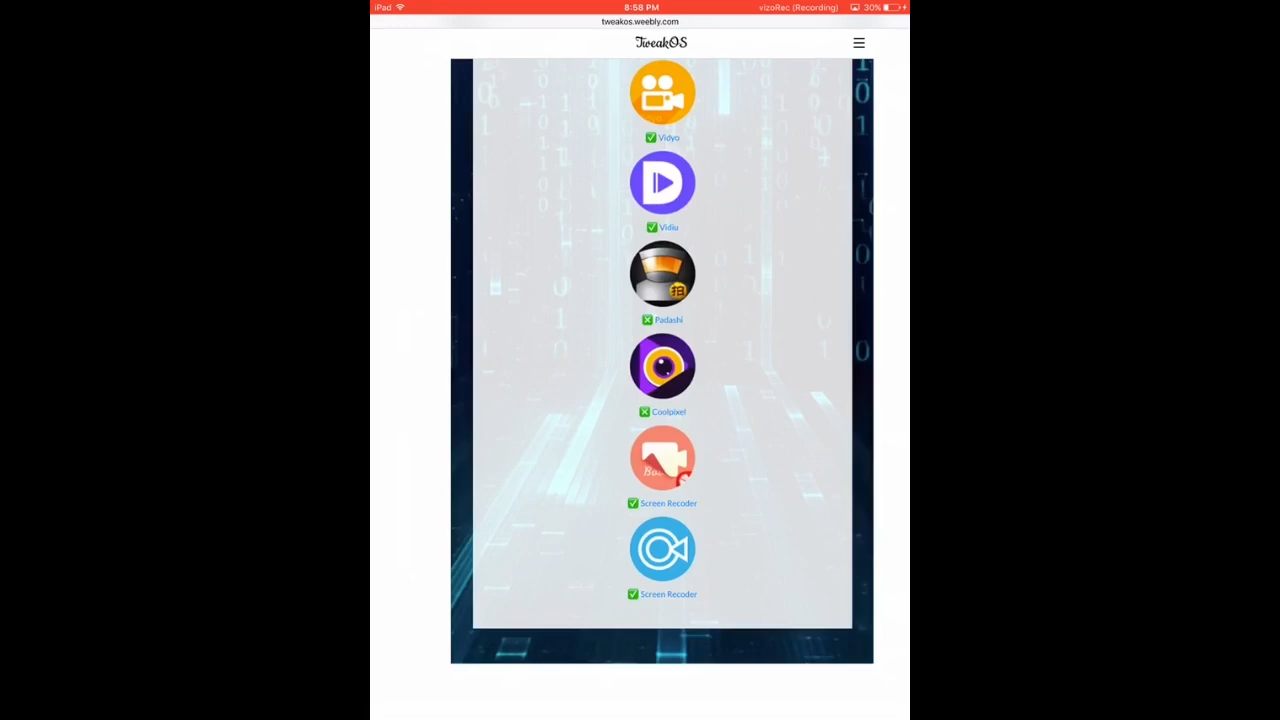 iPad
8:58 PM
vizoRec (Recording)
30%
tweakos.weebly.com
TweakOS
Vidyo
Vidiu
拍
Padashi
Coolpixel
Screen Recoder
Screen Recoder